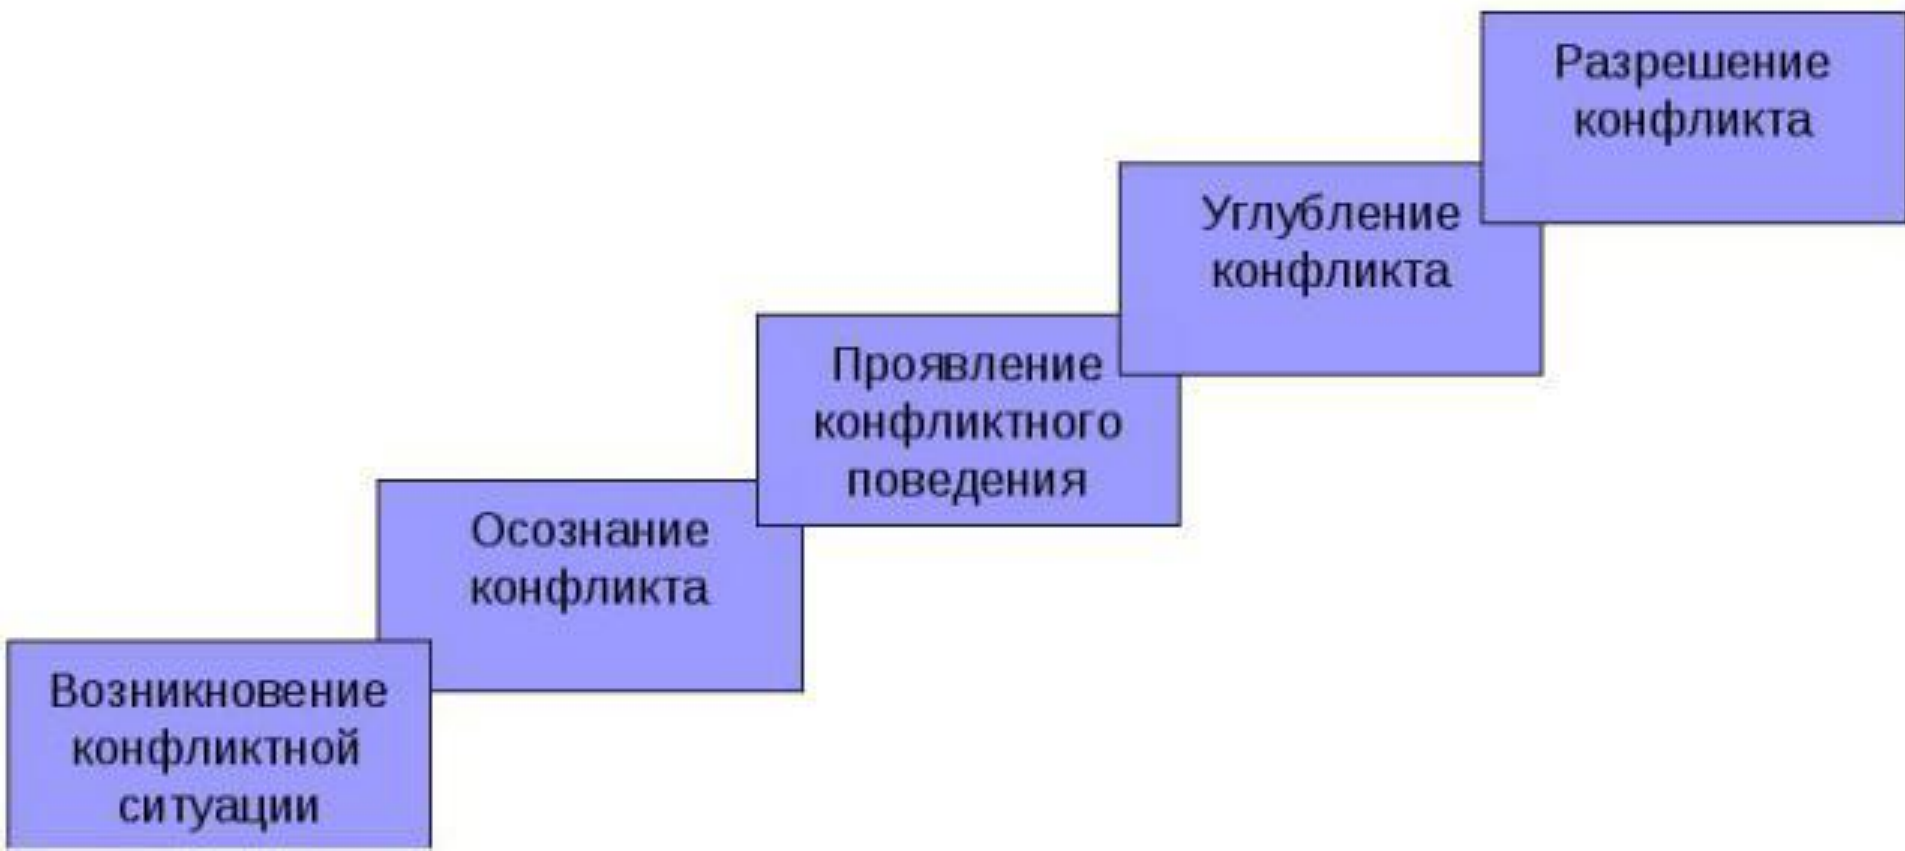 Возникновение
конфликтной
ситуации
Осознание
конфликта
Проявление
конфликтного
поведения
Углубление
конфликта
Разрешение
конфликта